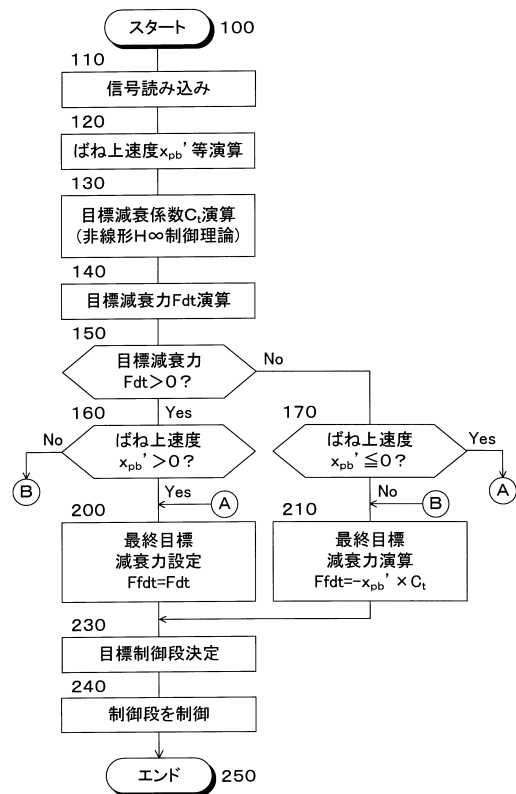 スタート
100
110
信号読み込み
120
ばね上速度xpb'等演算
130
目標減衰係数Ct演算
(非線形H∞制御理論)
140
目標減衰力Fdt演算
150
目標減衰力
Fdt>0?
No
Yes
160
No
ばね上速度
xpb'>0?
B
Yes
A
170
ばね上速度
xpb'≦0?
Yes
A
No
B
200
最終目標
減衰力設定
Ffdt=Fdt
210
最終目標
減衰力演算
Ffdt=-xpb'×Ct
230
目標制御段決定
240
制御段を制御
エンド
250